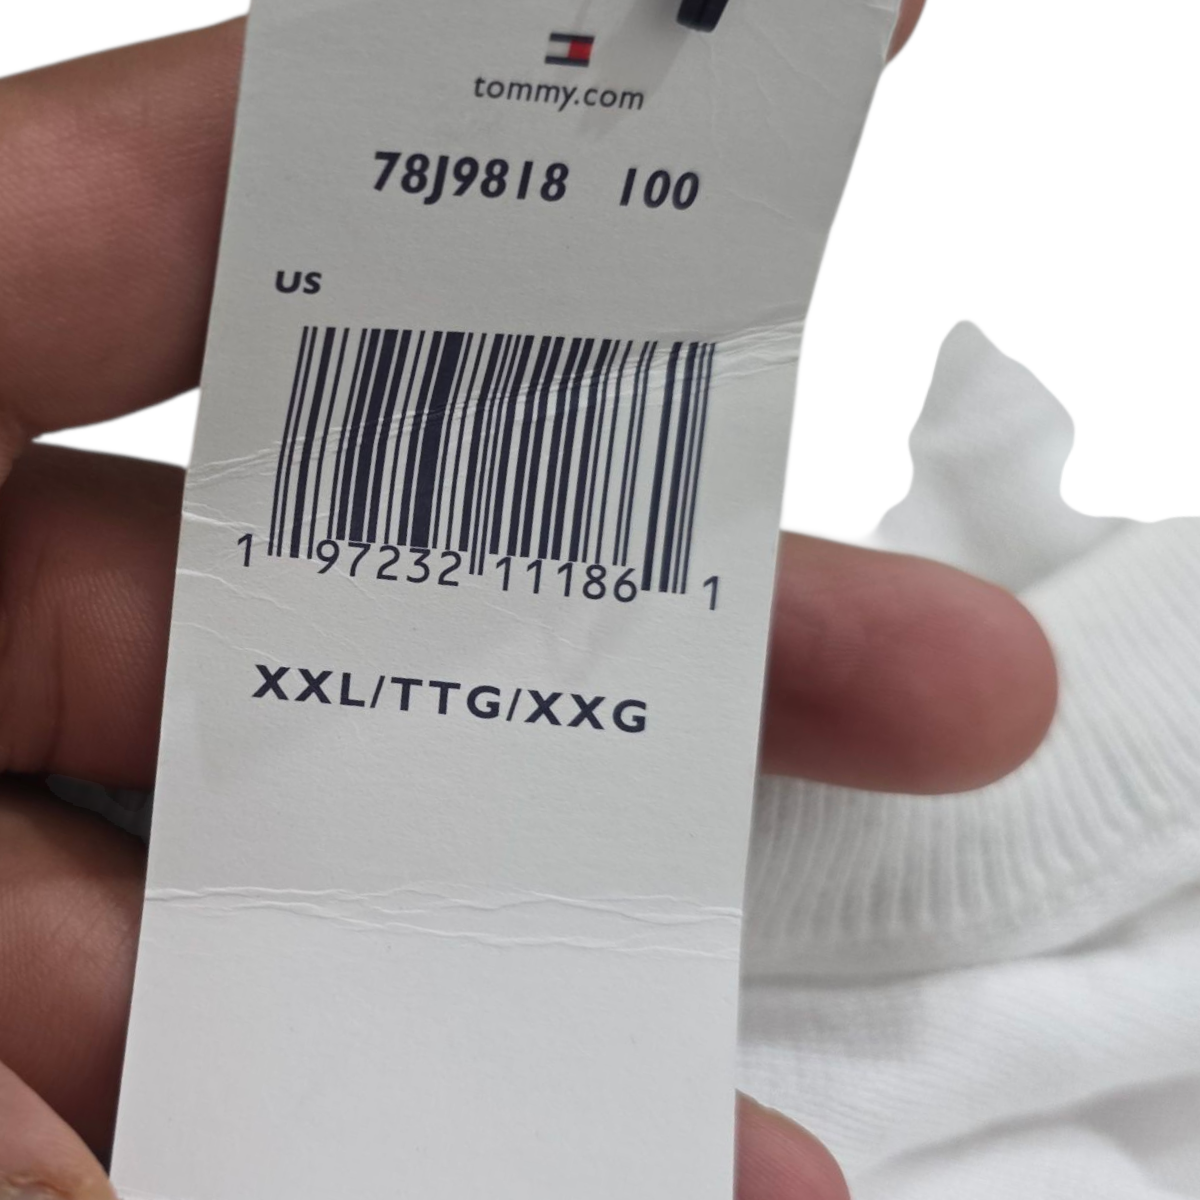 tommy.com
78J9818 100
US
1 97232 11186 1
XXL/TTG/XXG